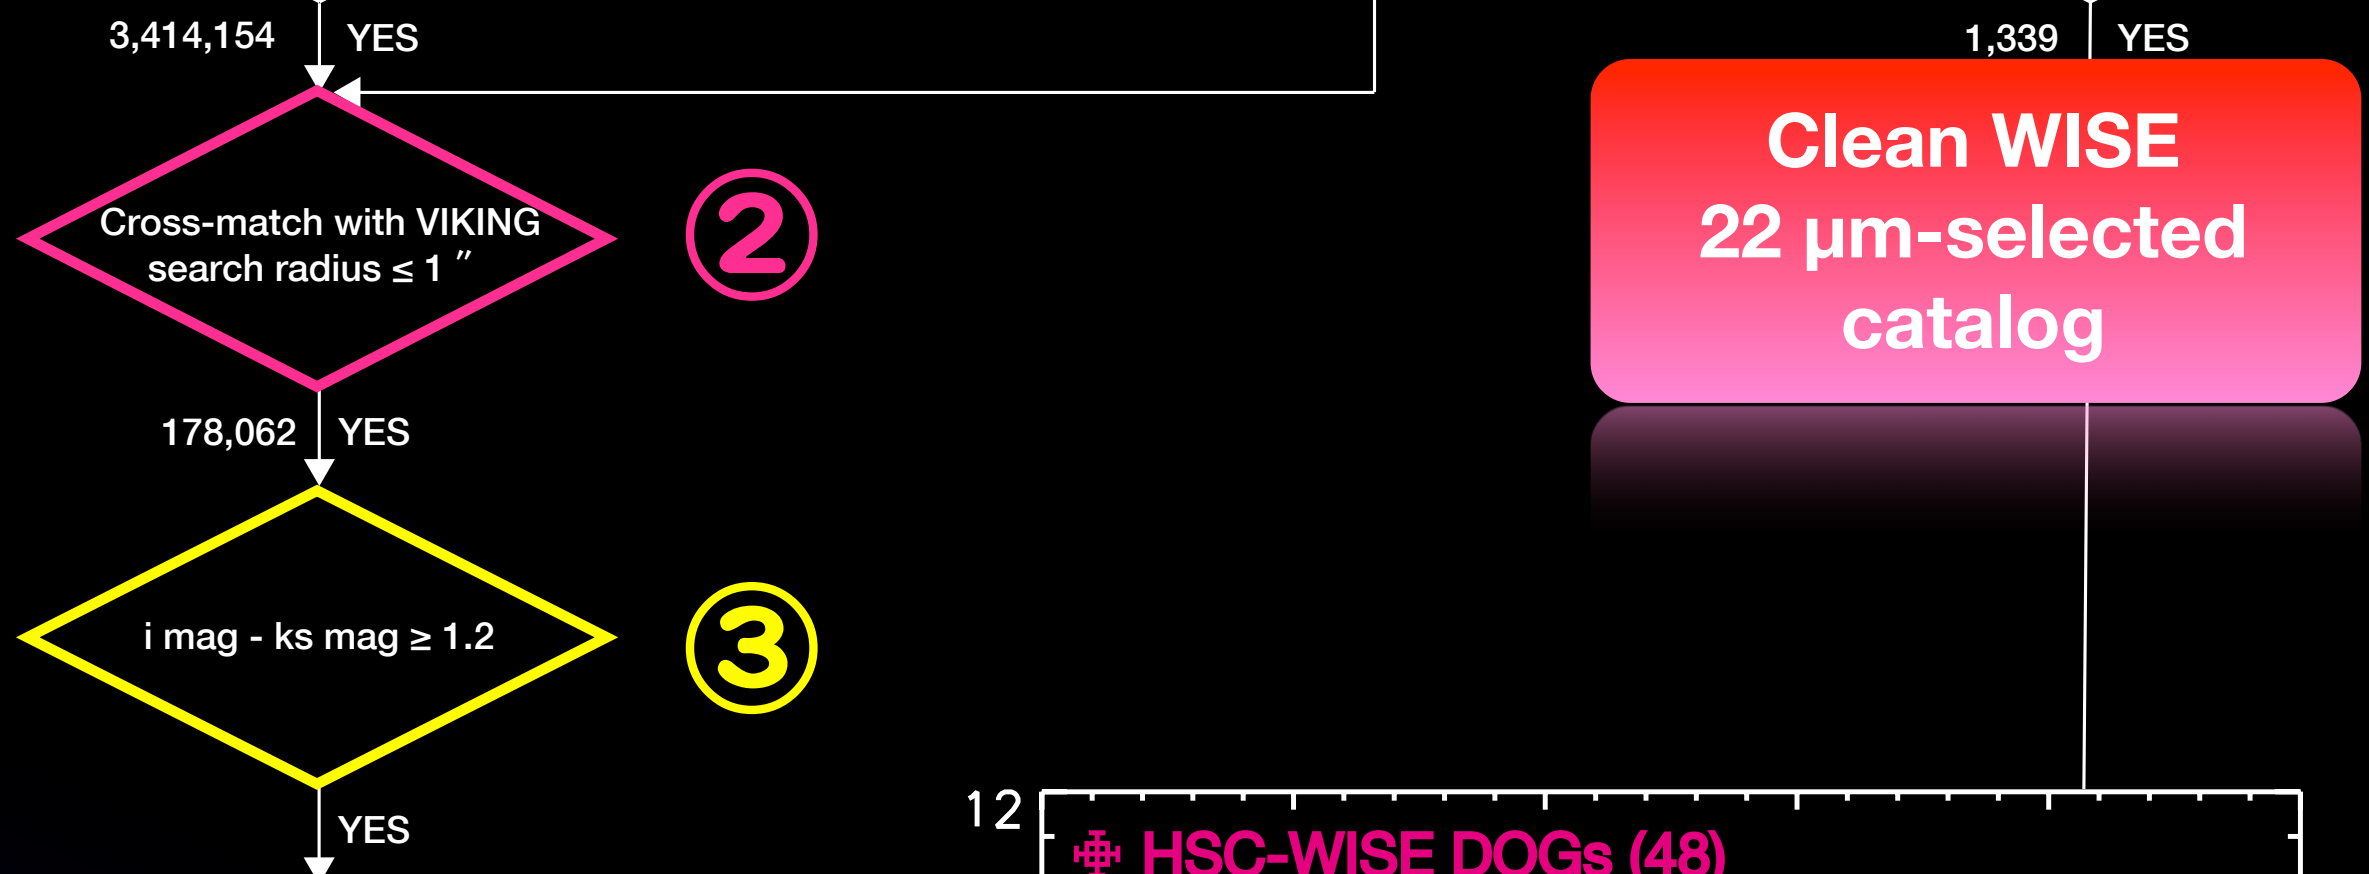 3,414,154 YES
1,339 YES
Clean WISE
22 μm-selected
catalog
Cross-match with VIKING
search radius ≤ 1 ″
②
178,062 YES
i mag - ks mag ≥ 1.2
③
YES
12
HSC-WISE DOGs (48)